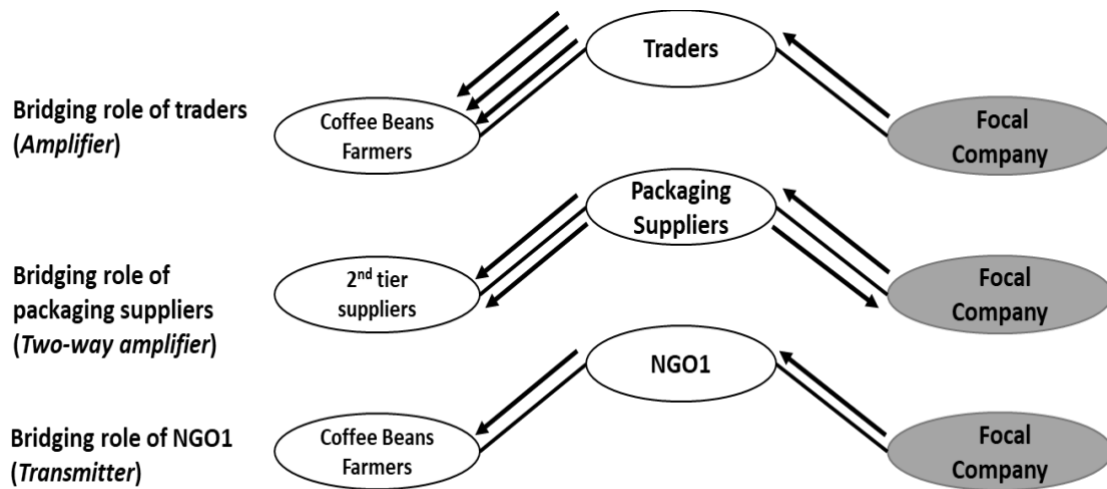 Traders
Bridging role of traders
(Amplifier)
Coffee Beans
Farmers
Focal
Company
Packaging
Suppliers
Bridging role of
packaging suppliers
(Two-way amplifier)
2nd tier
suppliers
Focal
Company
NGO1
Bridging role of NGO1
(Transmitter)
Coffee Beans
Farmers
Focal
Company